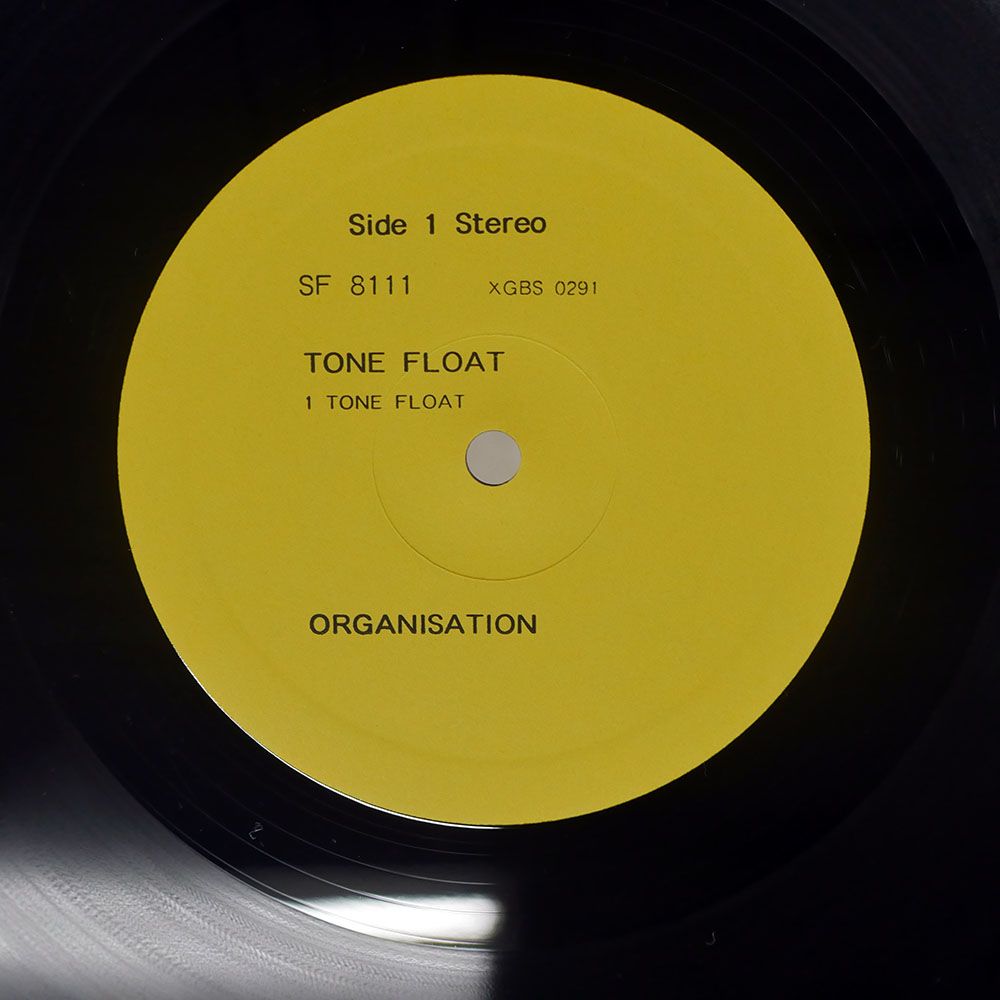 Side 1 Stereo
SF 8111 XGBS 0291
TONE FLOAT
1 TONE FLOAT
ORGANISATION